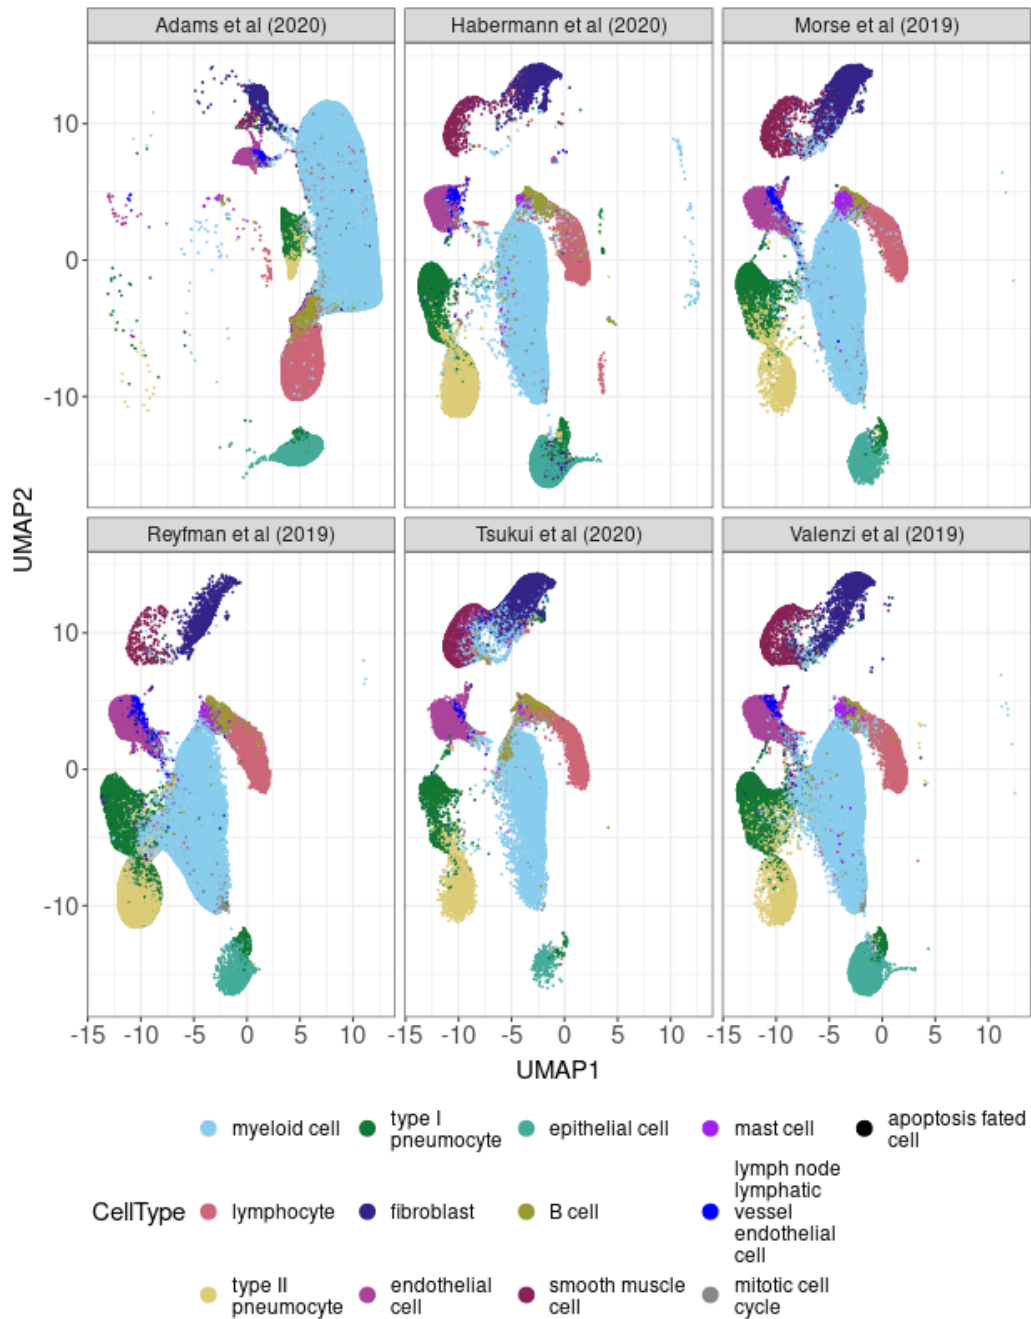 Adams et al (2020)
Habermann et al (2020)
Morse et al (2019)
10
0
-10
Reyfman et al (2019)
Tsukui et al (2020)
Valenzi et al (2019)
10
0
-10
UMAP2
-15 -10 -5 0 5 10
-15 -10 -5 0 5 10
-15 -10 -5 0 5 10
UMAP1
CellType
myeloid cell
lymphocyte
type II
pneumocyte
type I
pneumocyte
fibroblast
endothelial
cell
epithelial cell
B cell
smooth muscle
cell
mast cell
lymph node
lymphatic
vessel
endothelial
cell
mitotic cell
cycle
apoptosis fated
cell